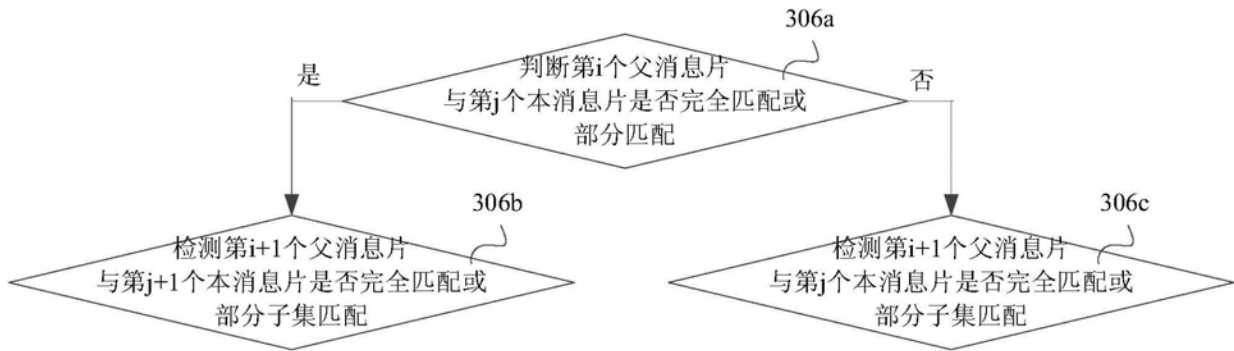 306a
判断第i个父消息片
与第j个本消息片是否完全匹配或
部分匹配
是
否
306b
检测第i+1个父消息片
与第j+1个本消息片是否完全匹配或
部分子集匹配
306c
检测第i+1个父消息片
与第j个本消息片是否完全匹配或
部分子集匹配